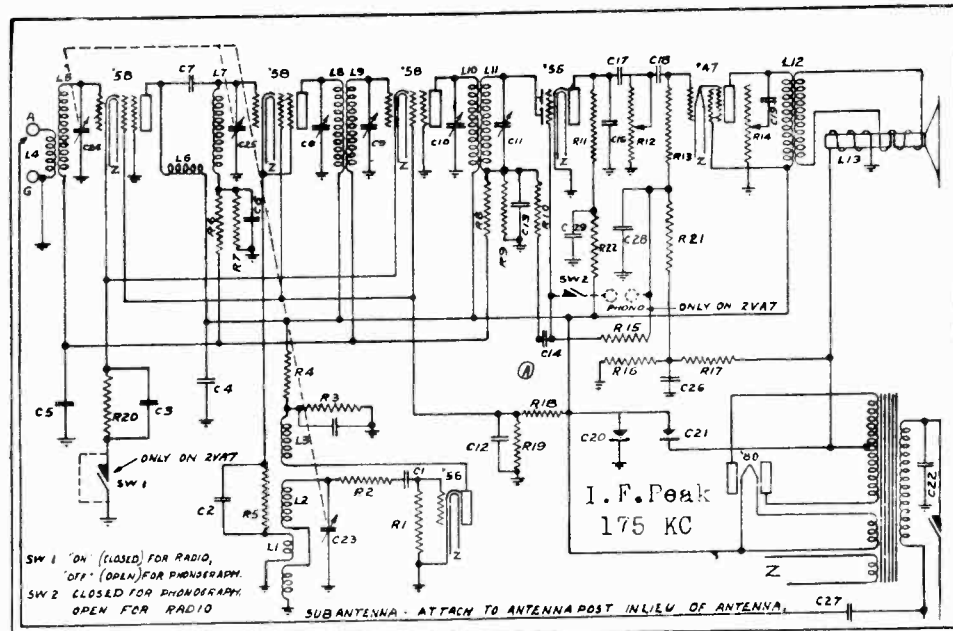 L5 '58 C7 L7 '58 L8 L9 '58 L10 L11 '55 C17 C18 '47 L12
A
L4
G
C24 L6 C25 C8 C9 C10 C11 R11 C16 R12 R13 R14 C19 L13
Z Z Z Z Z
R6 R7 C6 R8 R9 C13 R10 C29 R22 C28 R21
SW2
PHONO
ONLY ON 2VA7
C14 R15
R16 R17
C26
A
C5 R20 C3 C4 R4 R3 R18
L3 C12 R19 C20 C21
ONLY ON 2VA7
SW1
'80
C22
C2 R5 L2 R2 C1 '56
L1 C23 R1 Z
I.F.Peak
175 KC
Z
SW 1 "ON" (CLOSED) FOR RADIO,
"OFF" (OPEN) FOR PHONOGRAPH.
SW 2 CLOSED FOR PHONOGRAPH.
OPEN FOR RADIO
SUB ANTENNA - ATTACH TO ANTENNA POST IN LIEU OF ANTENNA.
C27